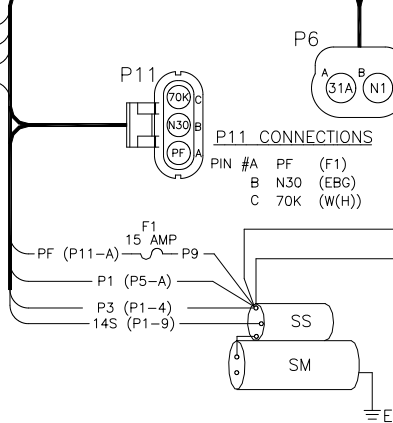 P6
P11
A B
31A N1
70K C
N30 B
PF A
P11 CONNECTIONS
PIN #A PF (F1)
B N30 (EBG)
C 70K (W(H))
F1
15 AMP
PF (P11-A) P9
P1 (P5-A)
P3 (P1-4)
14S (P1-9)
SS
SM
E